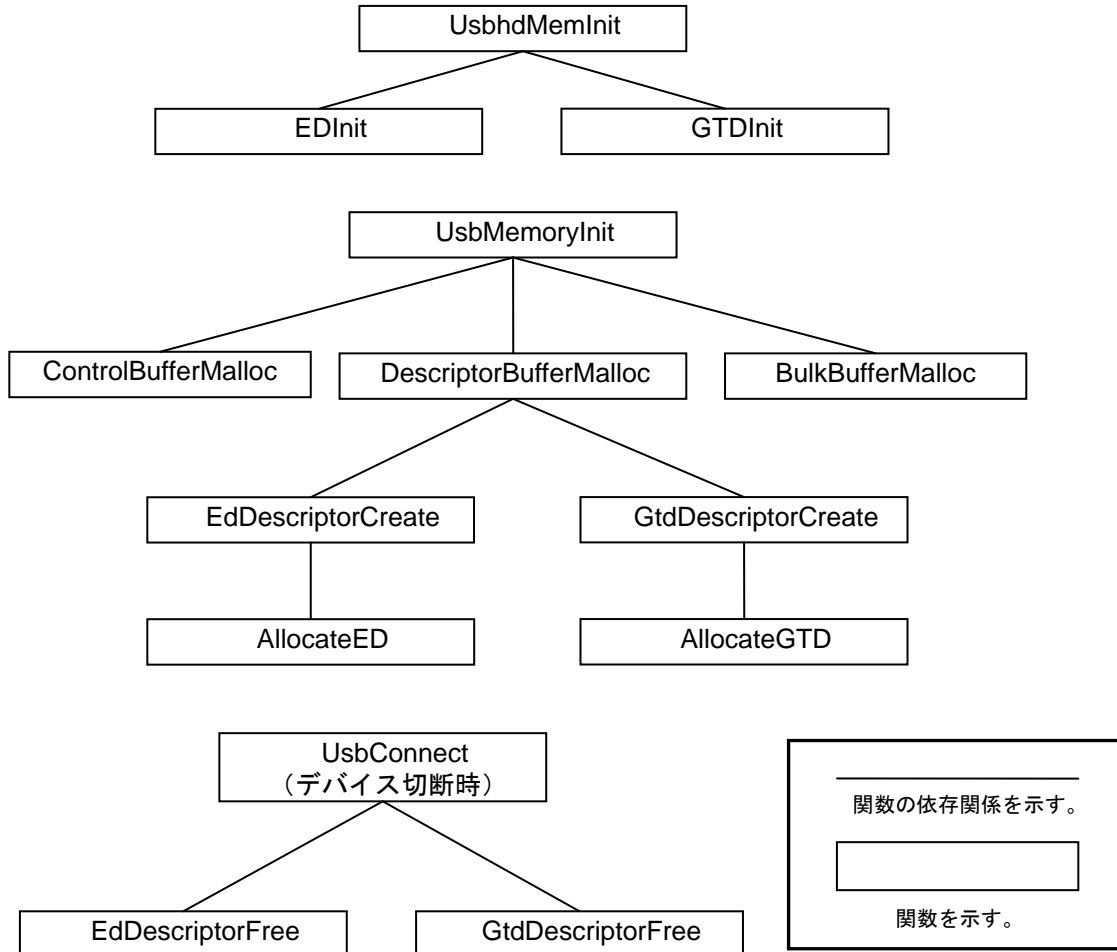 UsbhdMemInit
EDInit
GTDInit
UsbMemoryInit
ControlBufferMalloc
DescriptorBufferMalloc
BulkBufferMalloc
EdDescriptorCreate
GtdDescriptorCreate
AllocateED
AllocateGTD
UsbConnect
（デバイス切断時）
EdDescriptorFree
GtdDescriptorFree
関数の依存関係を示す。
関数を示す。